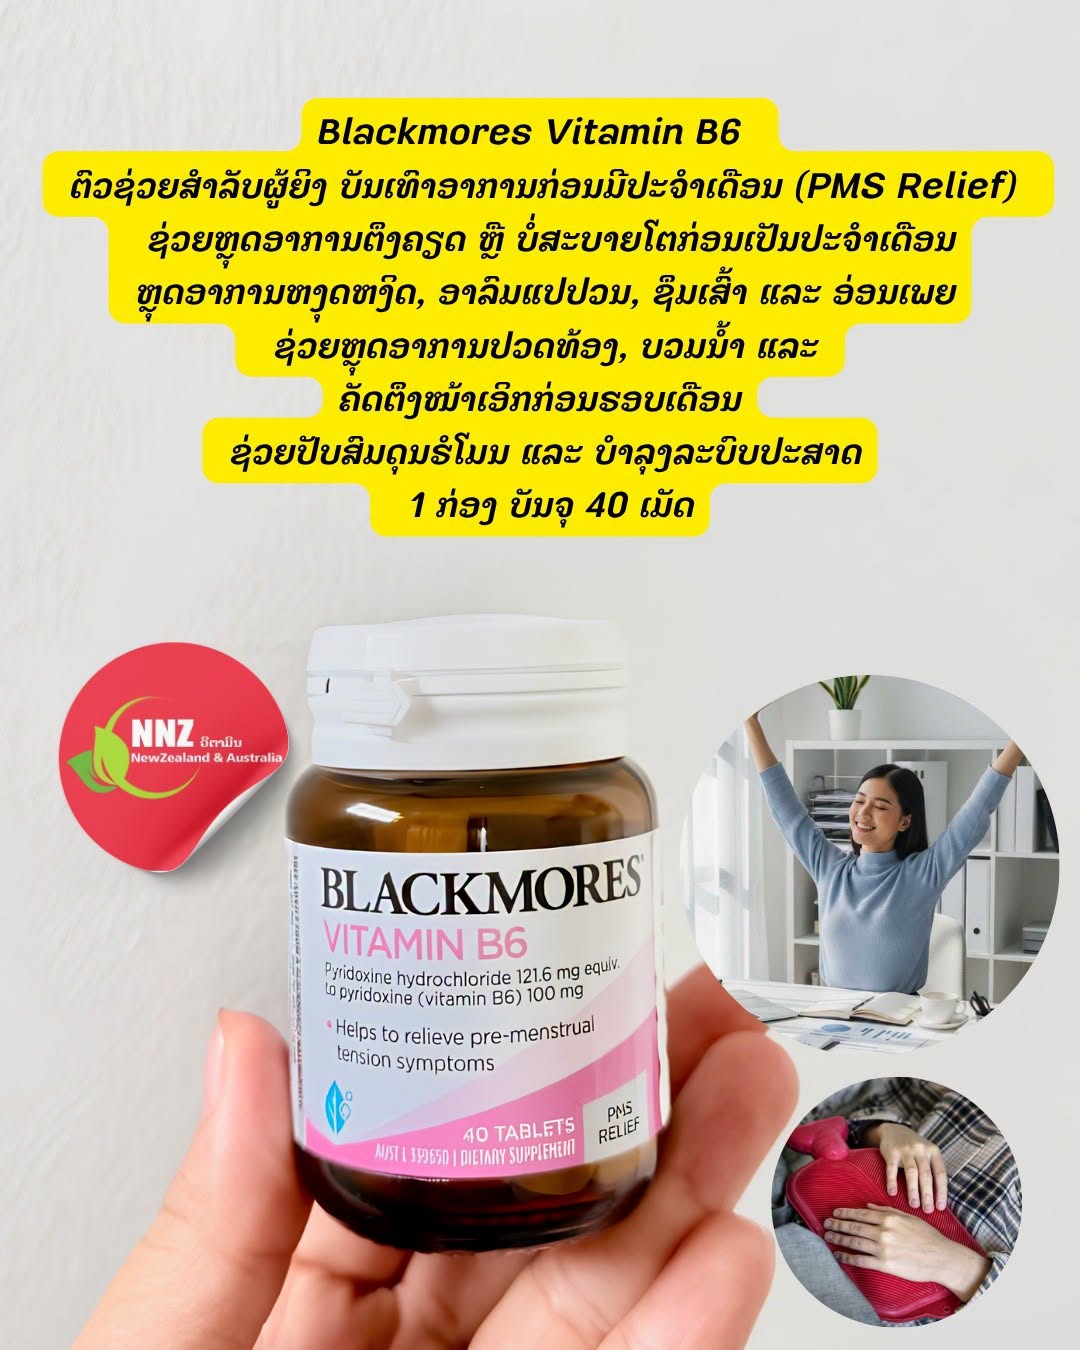 Blackmores Vitamin B6
ຕົວຊ່ວຍສຳລັບຜູ້ຍິງ ບັນເທົາອາການກ່ອນມີປະຈຳເດືອນ (PMS Relief)
ຊ່ວຍຫຼຸດອາການຕຶງຄຽດ ຫຼື ບໍ່ສະບາຍໂຕກ່ອນເປັນປະຈຳເດືອນ
ຫຼຸດອາການຫງຸດຫງິດ, ອາລົມແປປວນ, ຊຶມເສົ້າ ແລະ ອ່ອນເພຍ
ຊ່ວຍຫຼຸດອາການປວດທ້ອງ, ບວມນ້ຳ ແລະ
ຄັດຕຶງໜ້າເອິກກ່ອນຮອບເດືອນ
ຊ່ວຍປັບສົມດຸນຮໍໂມນ ແລະ ບຳລຸງລະບົບປະສາດ
1 ກ່ອງ ບັນຈຸ 40 ເມັດ
NNZ ວິຕາມິນ
NewZealand & Australia
BLACKMORES
VITAMIN B6
Pyridoxine hydrochloride 121.6 mg equiv.
to pyridoxine (vitamin B6) 100 mg
• Helps to relieve pre-menstrual
tension symptoms
40 TABLETS
AUST L | DIETARY SUPPLEMENT
PMS
RELIEF